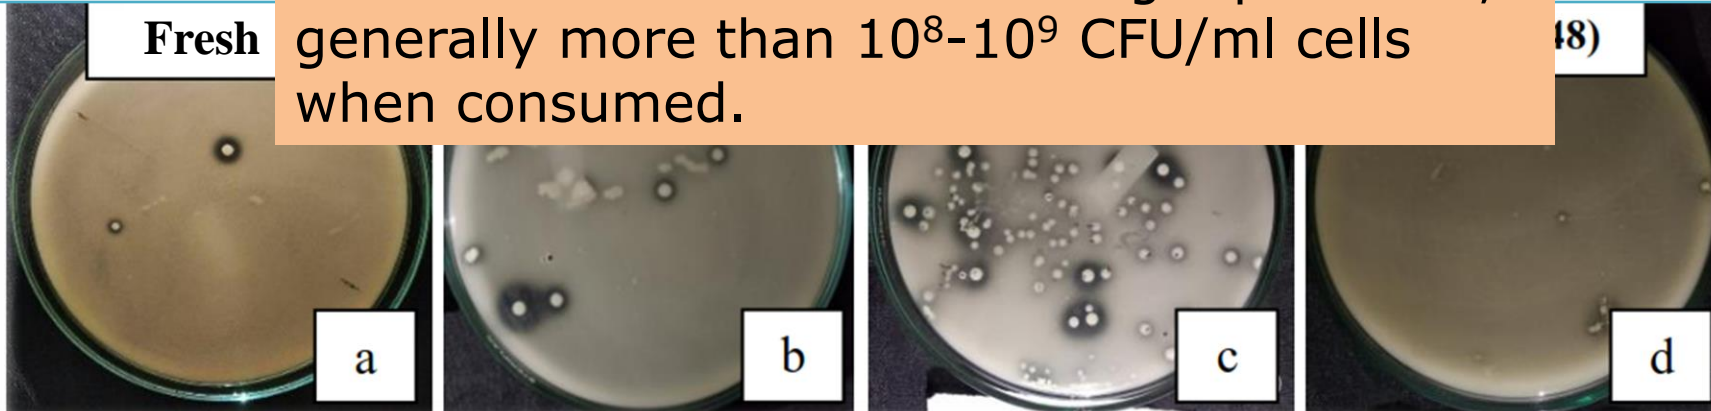 Fresh
generally more than 10⁸-10⁹ CFU/ml cells
when consumed.
48)
a
b
c
d